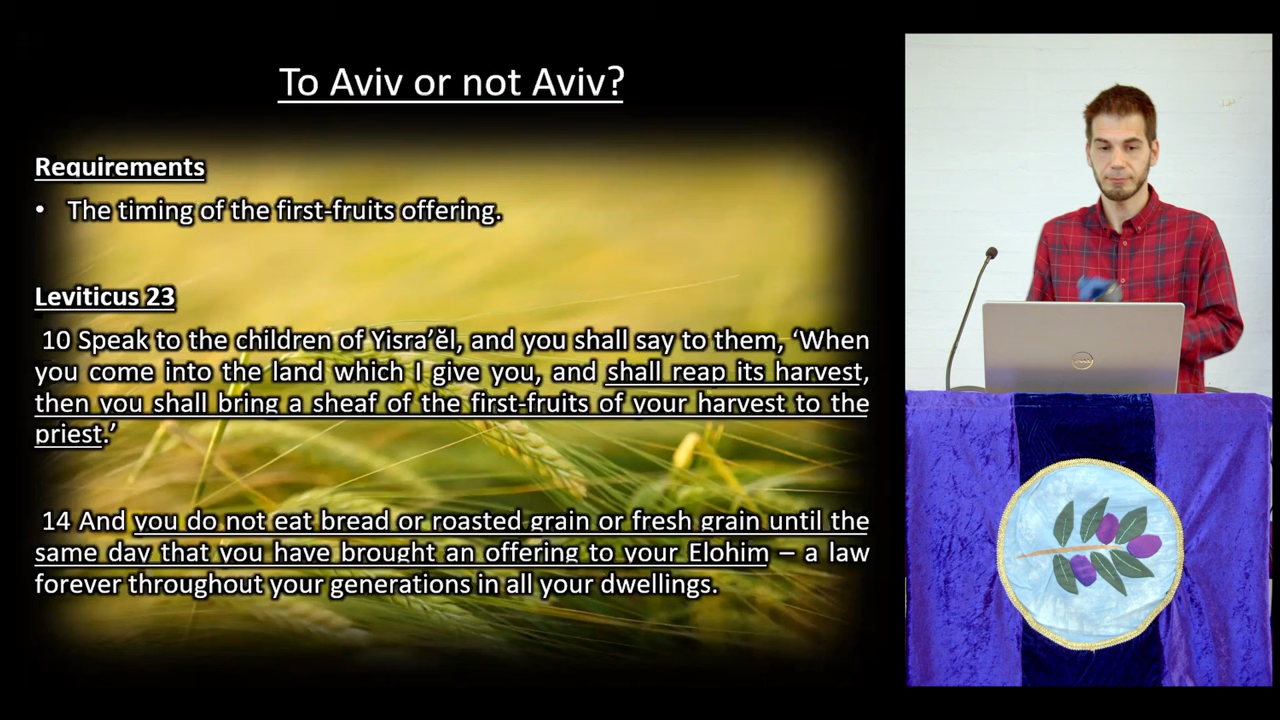 To Aviv or not Aviv?
Requirements
• The timing of the first-fruits offering.
Leviticus 23
10 Speak to the children of Yisra’ĕl, and you shall say to them, ‘When
you come into the land which I give you, and shall reap its harvest,
then you shall bring a sheaf of the first-fruits of your harvest to the
priest.’
14 And you do not eat bread or roasted grain or fresh grain until the
same day that you have brought an offering to your Elohim – a law
forever throughout your generations in all your dwellings.